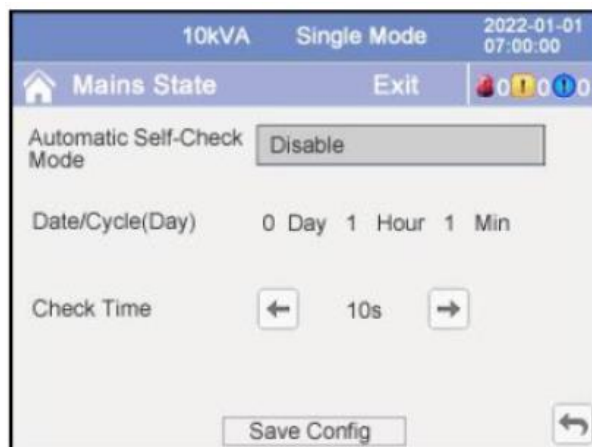 10kVA Single Mode 2022-01-01
07:00:00
Mains State Exit 0 ! 0 ! 0
Automatic Self-Check
Mode
Disable
Date/Cycle(Day) 0 Day 1 Hour 1 Min
Check Time 10s
Save Config